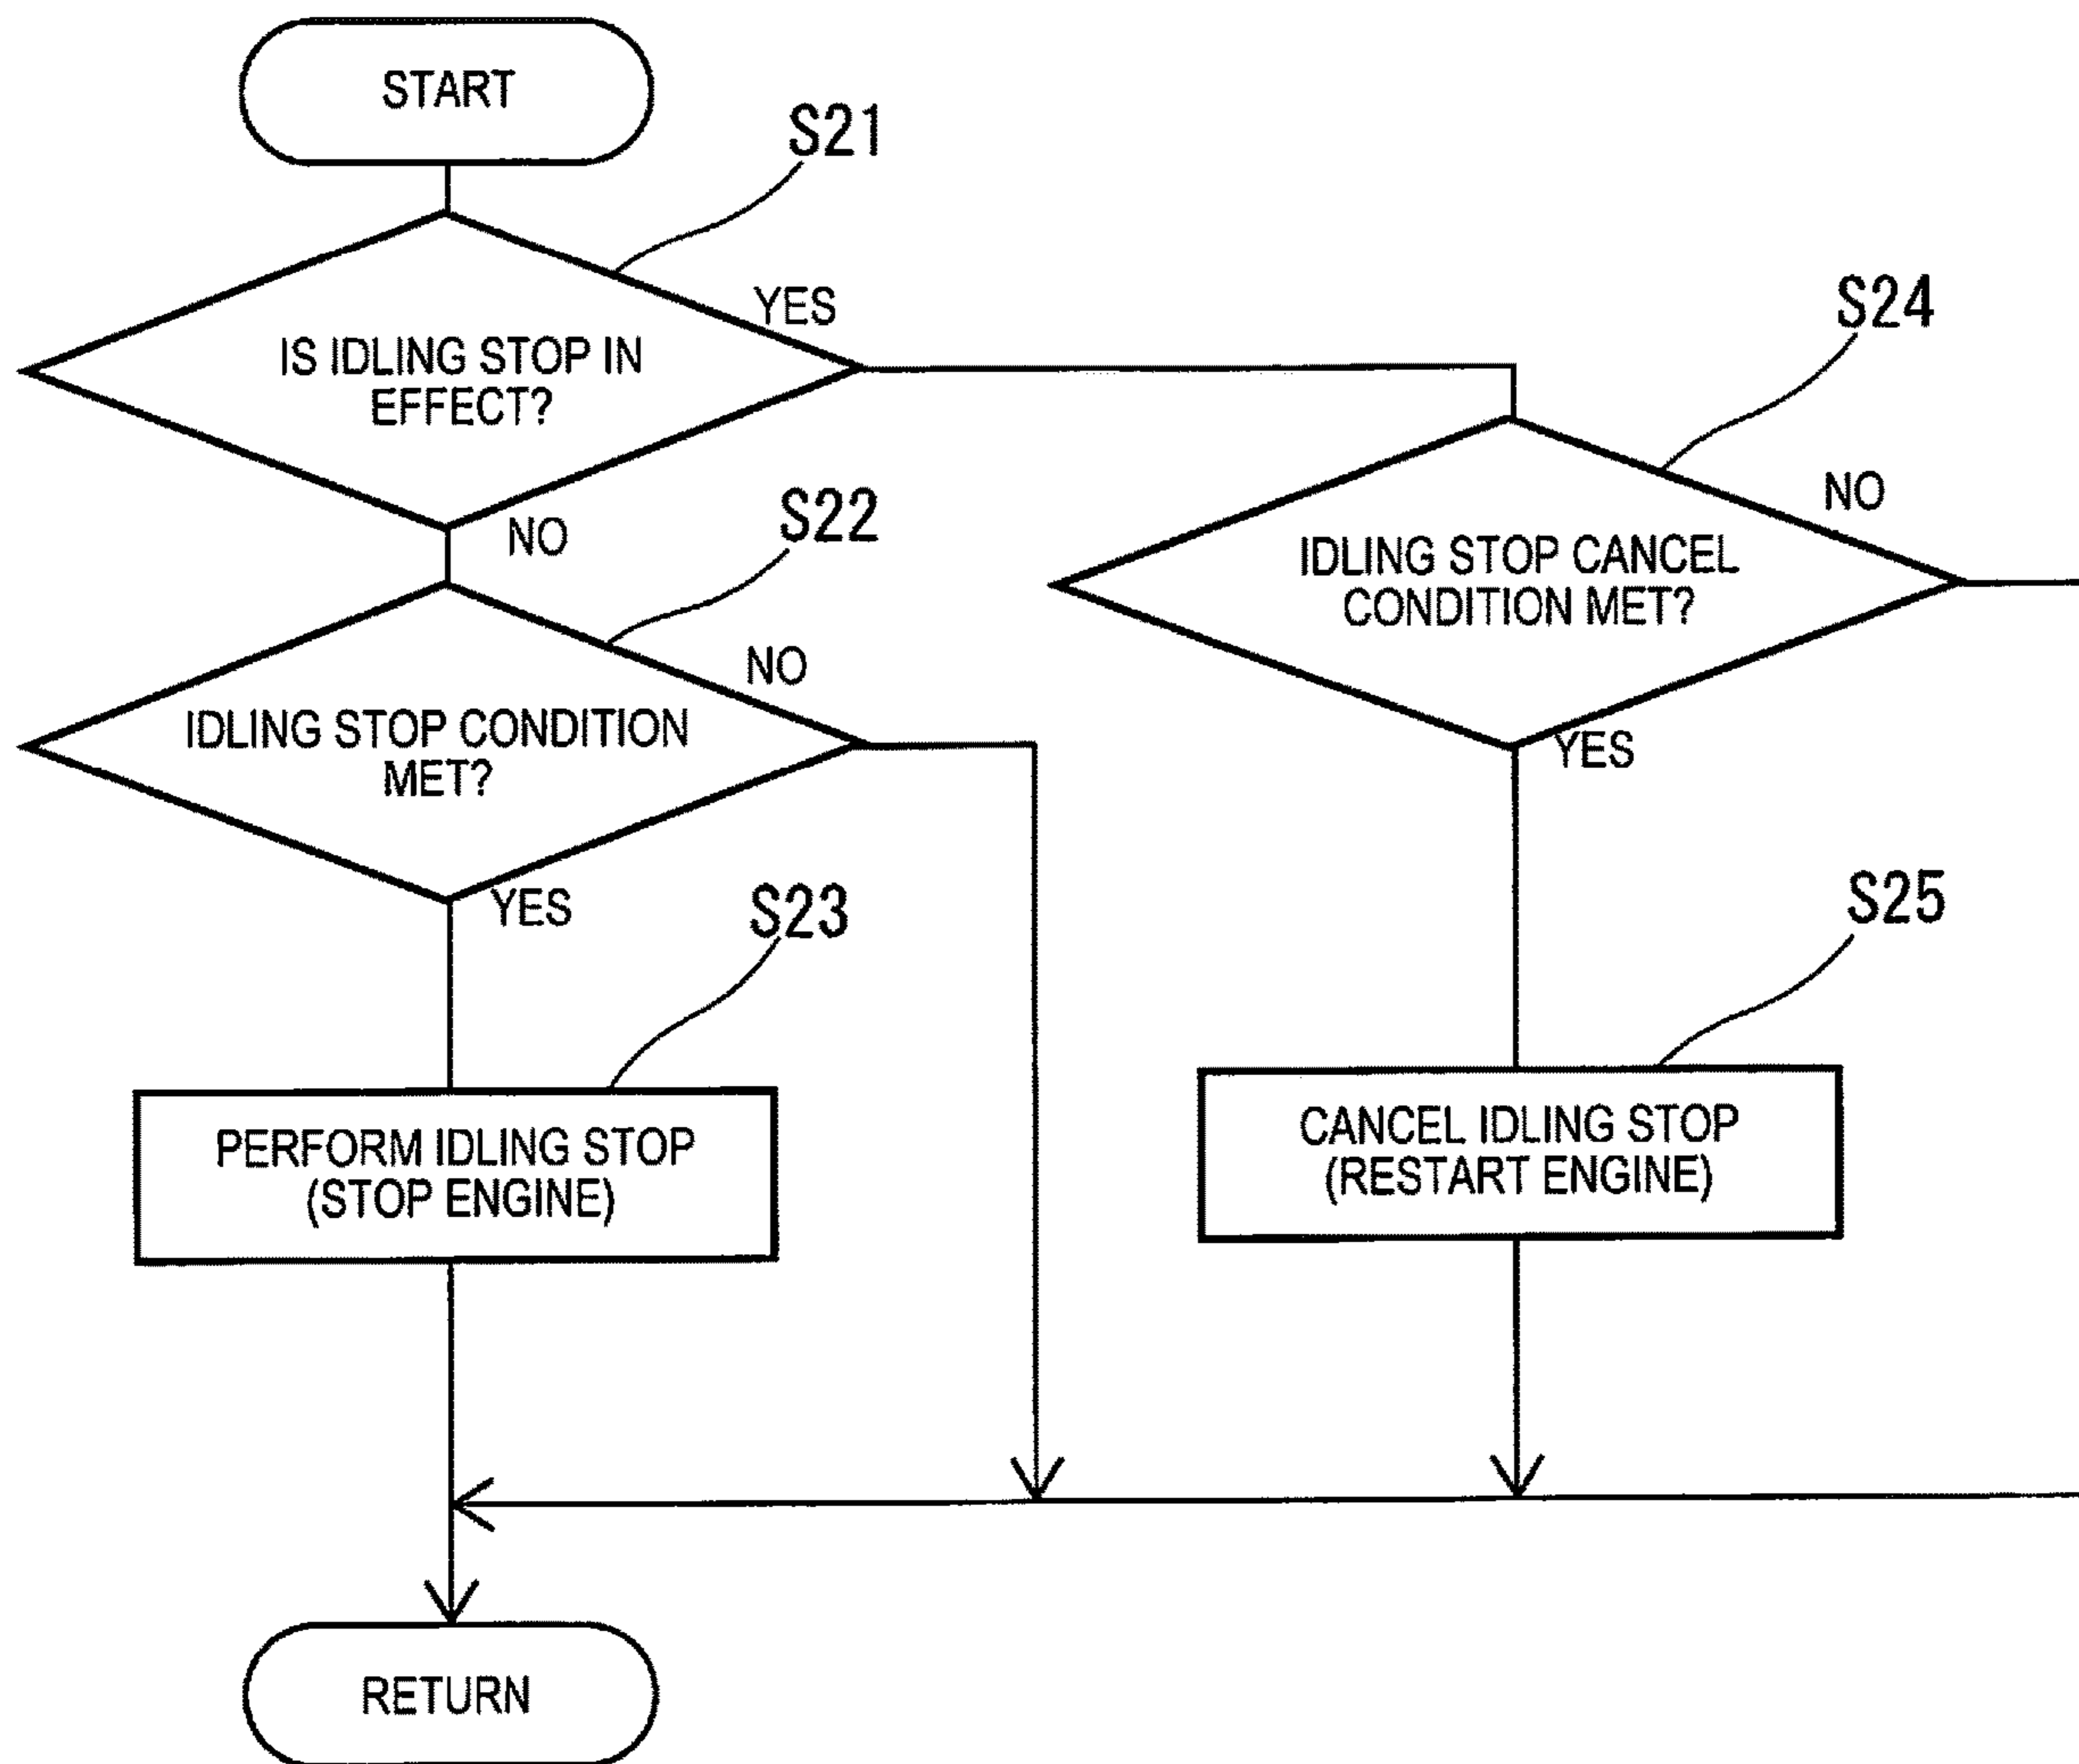 START
S21
YES
IS IDLING STOP IN
EFFECT?
NO
S22
NO
IDLING STOP CONDITION
MET?
YES
S23
PERFORM IDLING STOP
(STOP ENGINE)
S24
NO
IDLING STOP CANCEL
CONDITION MET?
YES
S25
CANCEL IDLING STOP
(RESTART ENGINE)
RETURN